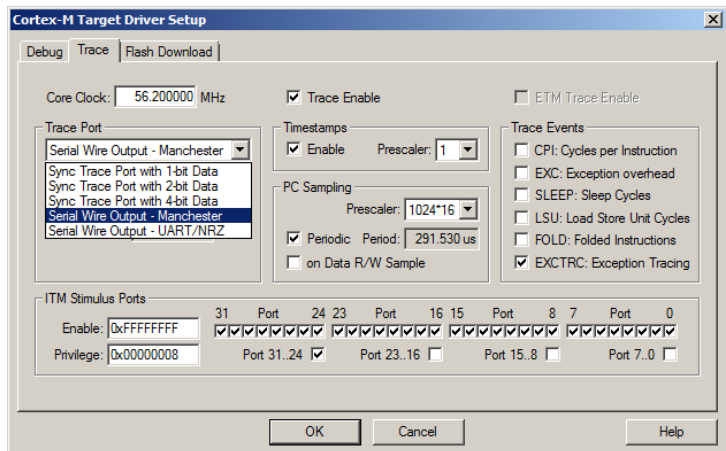 Cortex-M Target Driver Setup
Debug Trace Flash Download
Core Clock: 56.200000 MHz Trace Enable ETM Trace Enable
Trace Port Timestamps Trace Events
Serial Wire Output - Manchester Enable Prescaler: 1 CPI: Cycles per Instruction
Sync Trace Port with 1-bit Data EXC: Exception overhead
Sync Trace Port with 2-bit Data PC Sampling SLEEP: Sleep Cycles
Sync Trace Port with 4-bit Data Prescaler: 1024*16 LSU: Load Store Unit Cycles
Serial Wire Output - Manchester
Serial Wire Output - UART/NRZ Periodic Period: 291.530 us FOLD: Folded Instructions
on Data R/W Sample EXCTRC: Exception Tracing
ITM Stimulus Ports
31 Port 24 23 Port 16 15 Port 8 7 Port 0
Enable: 0xFFFFFFFF
Privilege: 0x00000008 Port 31..24 Port 23..16 Port 15..8 Port 7..0
OK Cancel Help